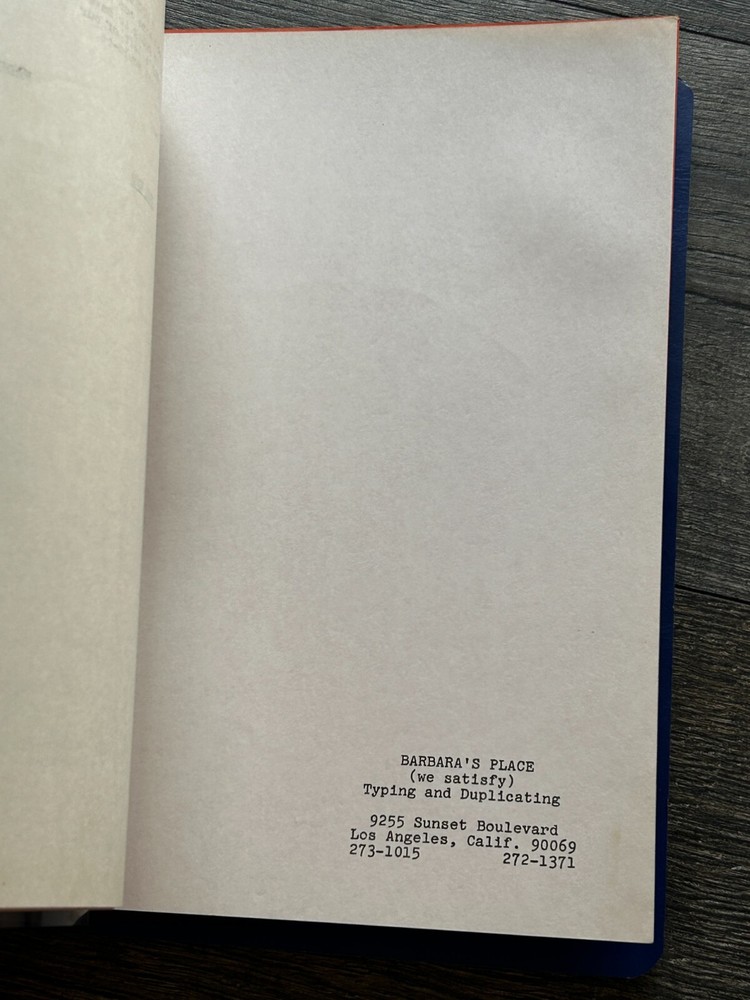 BARBARA'S PLACE
(we satisfy)
Typing and Duplicating
9255 Sunset Boulevard
Los Angeles, Calif. 90069
273-1015 272-1371